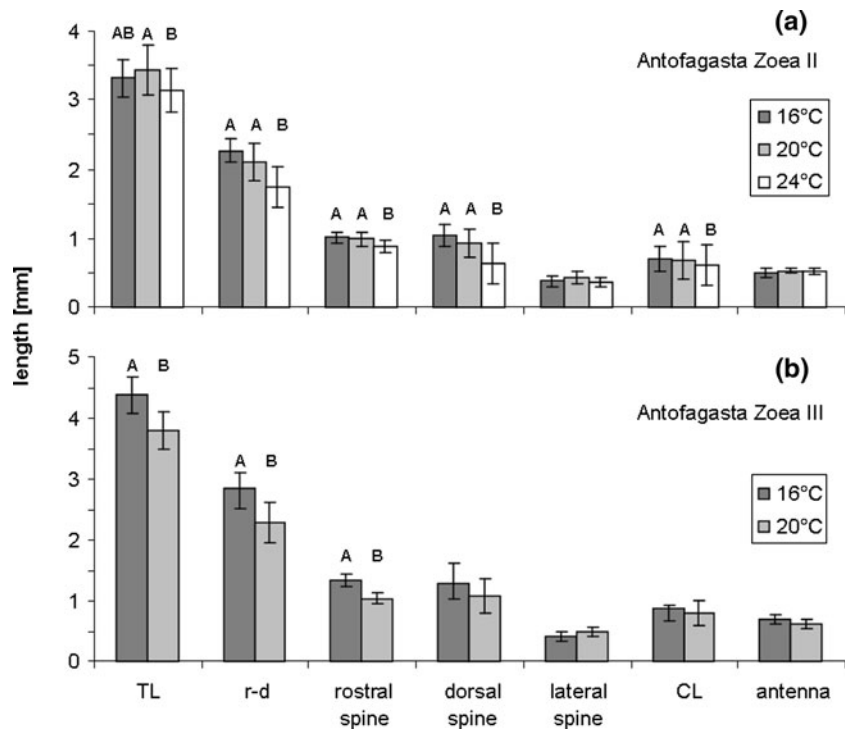 (a)
Antofagasta Zoea II
16°C
20°C
24°C
4
3
2
1
0
AB A B
A A B
A A B
A A B
A A B
length [mm]
(b)
Antofagasta Zoea III
16°C
20°C
5
4
3
2
1
0
A B
A B
A B
TL r-d rostral spine dorsal spine lateral spine CL antenna